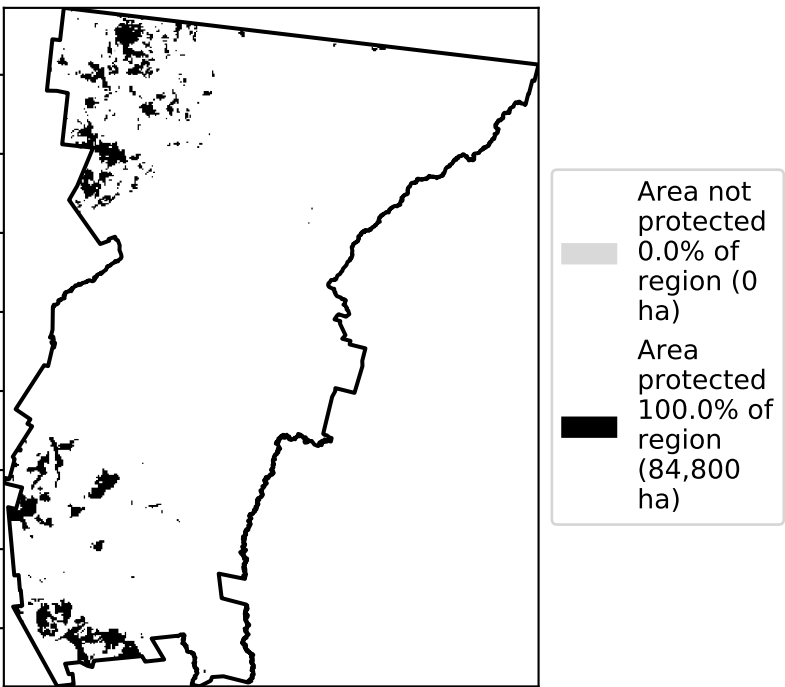 Area not
protected
0.0% of
region (0
ha)
Area
protected
100.0% of
region
(84,800
ha)